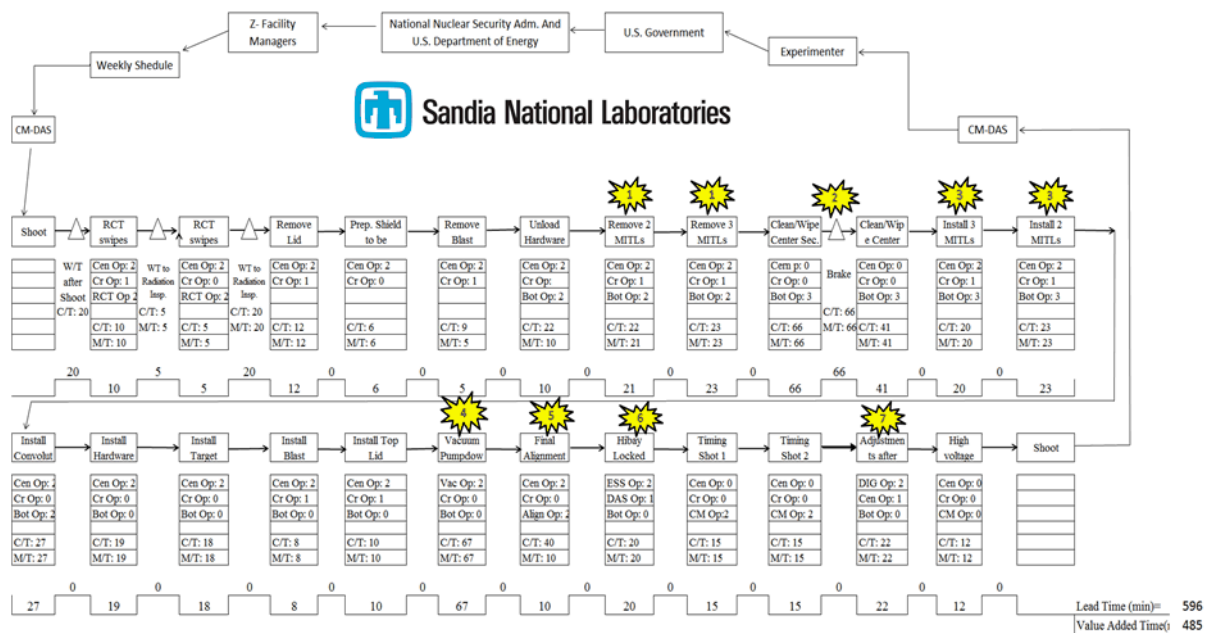 Z- Facility
Managers
National Nuclear Security Adm. And
U.S. Department of Energy
U.S. Government
Experimenter
Weekly Shedule
CM-DAS
Sandia National Laboratories
CM-DAS
1
1
2
3
3
Shoot
RCT
swipes
RCT
swipes
Remove
Lid
Prep. Shield
to be
Remove
Blast
Unload
Hardware
Remove 2
MITLs
Remove 3
MITLs
Clean/Wipe
Center Sec.
Clean/Wip
e Center
Install 3
MITLs
Install 2
MITLs
W/T
after
Shoot
C/T: 20
Cen Op: 2
Cr Op: 1
RCT Op 2
C/T: 10
M/T: 10
WT to
Radiation
Insp.
C/T: 5
M/T: 5
Cen Op: 2
Cr Op: 0
RCT Op: 2
C/T: 5
M/T: 5
WT to
Radiation
Insp.
C/T: 20
M/T: 20
Cen Op: 2
Cr Op: 1
C/T: 12
M/T: 12
Cen Op: 2
Cr Op: 0
C/T: 6
M/T: 6
Cen Op: 2
C/T: 9
M/T: 5
Cen Op: 2
Cr Op:
Bot Op: 2
C/T: 22
M/T: 10
Cen Op: 2
Cr Op: 1
Bot Op: 2
C/T: 22
M/T: 21
Cen Op: 2
Cr Op: 1
Bot Op: 2
C/T: 23
M/T: 23
Cern p: 0
Cr Op: 0
Bot Op: 3
C/T: 66
M/T: 66
Brake
C/T: 66
M/T: 66
Cen Op: 0
Cr Op: 0
Bot Op: 3
C/T: 41
M/T: 41
Cen Op: 2
Cr Op: 1
Bot Op: 3
C/T: 20
M/T: 20
Cen Op: 2
Cr Op: 1
Bot Op: 3
C/T: 23
M/T: 23
20 5 20 0 0 0 0 0 0 66 0 0
10 5 12 6 5 10 21 23 66 41 20 23
4
5
6
7
Install
Convolut
Install
Hardware
Install
Target
Install
Blast
Install Top
Lid
Vacuum
Pumpdow
Final
Alignment
Hibay
Locked
Timing
Shot 1
Timing
Shot 2
Adjustmen
ts after
High
voltage
Shoot
Cen Op: 2
Cr Op: 0
Bot Op: 2
C/T: 27
M/T: 27
Cen Op: 2
Cr Op: 0
Bot Op: 0
C/T: 19
M/T: 19
Cen Op: 2
Cr Op: 0
Bot Op: 0
C/T: 18
M/T: 18
Cen Op: 2
Cr Op: 1
Bot Op: 0
C/T: 8
M/T: 8
Cen Op: 2
Cr Op: 1
Bot Op: 0
C/T: 10
M/T: 10
Vac Op: 2
Cr Op: 0
Bot Op: 0
C/T: 67
M/T: 67
Cen Op: 2
Cr Op: 0
Align Op: 2
C/T: 40
M/T: 10
ESS Op: 2
DAS Op: 1
Bot Op: 0
C/T: 20
M/T: 20
Cen Op: 0
Cr Op: 0
CM Op:2
C/T: 15
M/T: 15
Cen Op: 0
Cr Op: 0
CM Op: 2
C/T: 15
M/T: 15
DIG Op: 2
Cen Op: 1
Bot Op: 0
C/T: 22
M/T: 22
Cen Op: 0
Cr Op: 0
CM Op: 0
C/T: 12
M/T: 12
0 0 0 0 0 0 0 0 0 0 0 0
27 19 18 8 10 67 10 20 15 15 22 12
Lead Time (min)= 596
Value Added Time(1 485